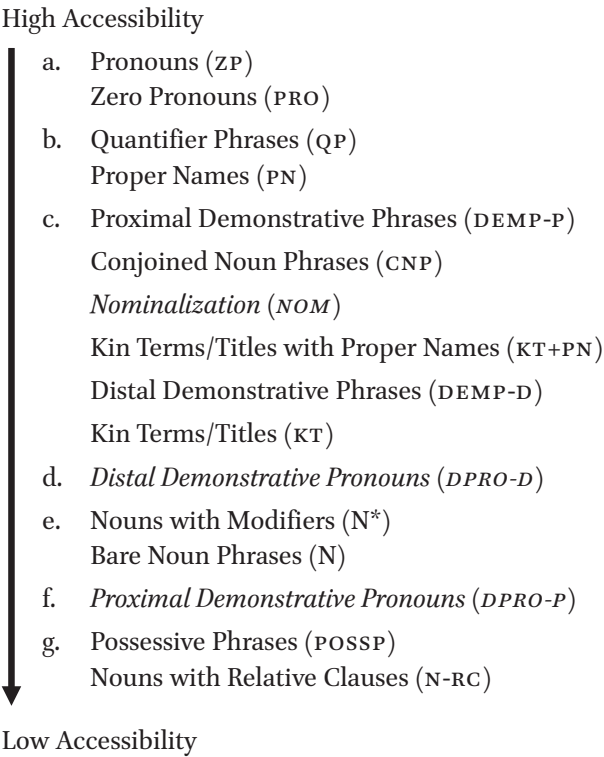 High Accessibility
a. Pronouns (ZP)
Zero Pronouns (PRO)
b. Quantifier Phrases (QP)
Proper Names (PN)
c. Proximal Demonstrative Phrases (DEMP-P)
Conjoined Noun Phrases (CNP)
Nominalization (NOM)
Kin Terms/Titles with Proper Names (KT+PN)
Distal Demonstrative Phrases (DEMP-D)
Kin Terms/Titles (KT)
d. Distal Demonstrative Pronouns (DPRO-D)
e. Nouns with Modifiers (N*)
Bare Noun Phrases (N)
f. Proximal Demonstrative Pronouns (DPRO-P)
g. Possessive Phrases (POSSP)
Nouns with Relative Clauses (N-RC)
Low Accessibility